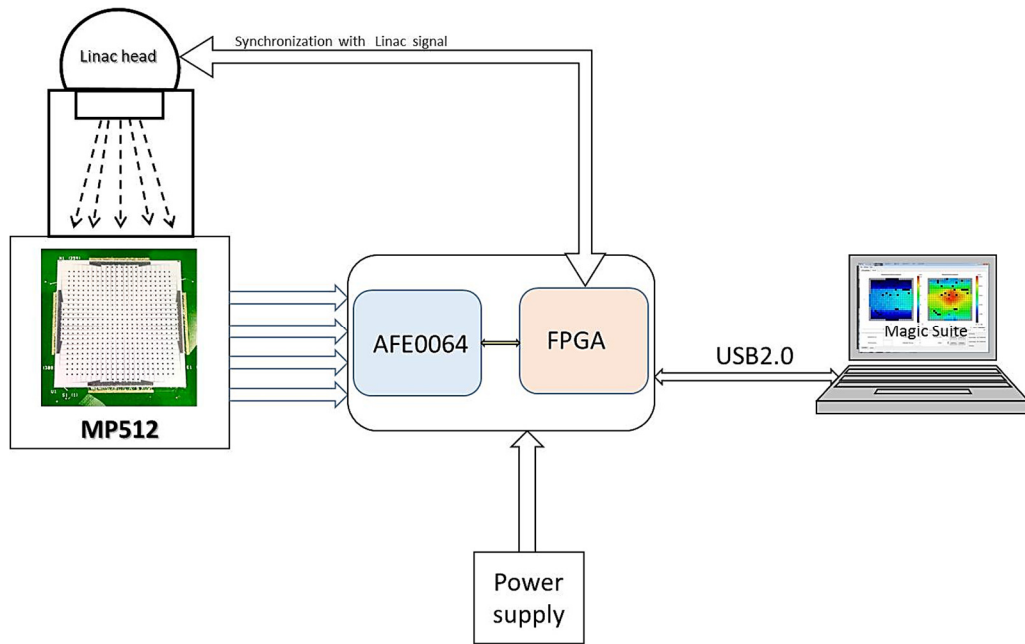 Linac head
Synchronization with Linac signal
MP512
AFE0064
FPGA
USB2.0
Magic Suite
Power
supply